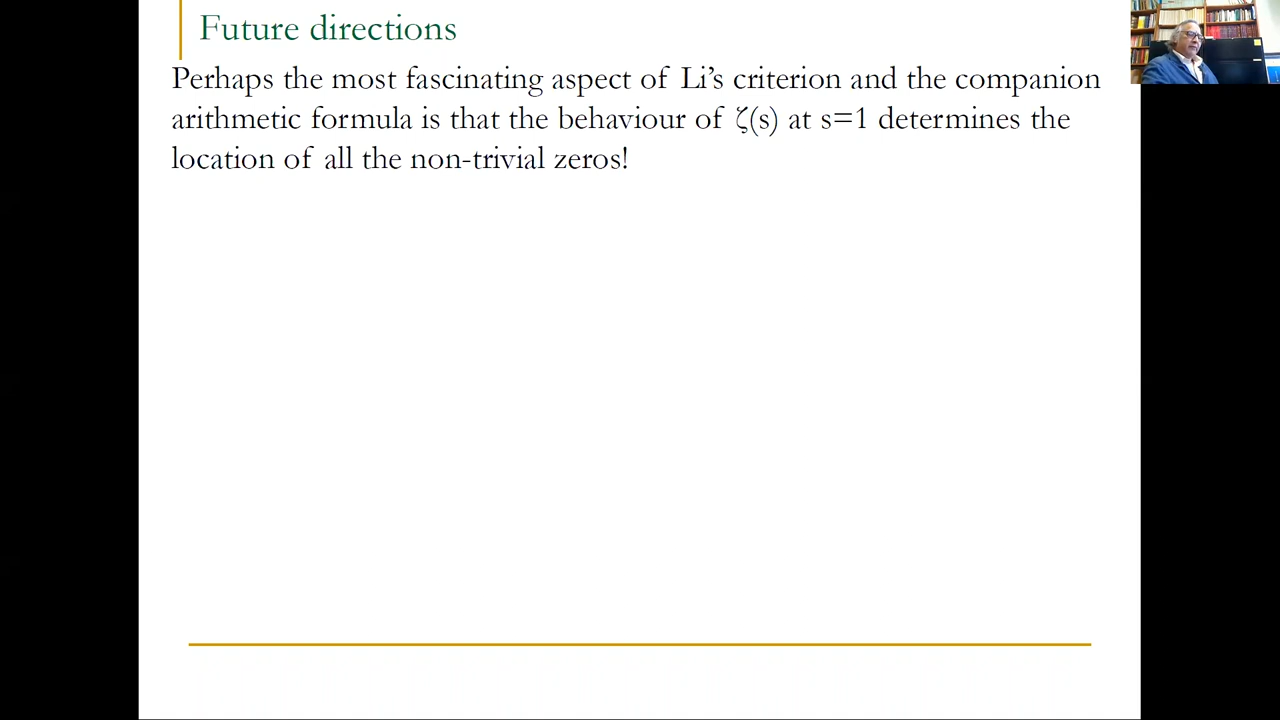 Future directions
Perhaps the most fascinating aspect of Li’s criterion and the companion
arithmetic formula is that the behaviour of ζ(s) at s=1 determines the
location of all the non-trivial zeros!